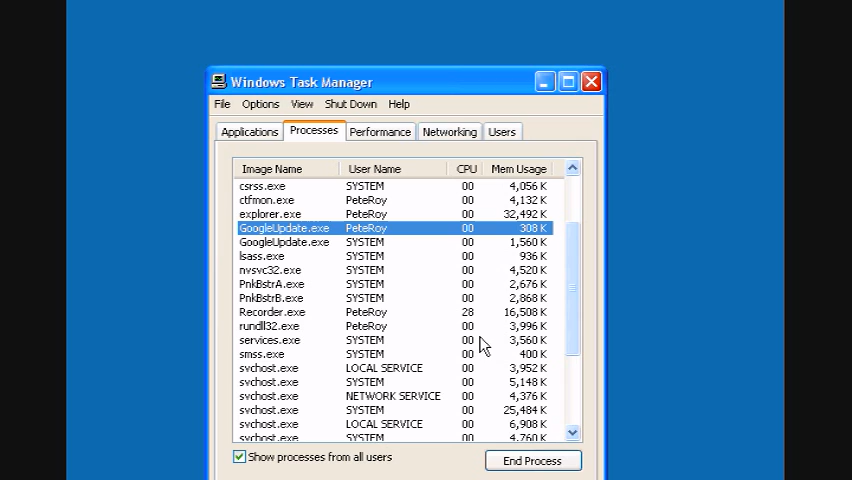 Windows Task Manager
File Options View Shut Down Help
Applications Processes Performance Networking Users
Image Name User Name CPU Mem Usage
csrss.exe SYSTEM 00 4,056 K
ctfmon.exe PeteRoy 00 4,132 K
explorer.exe PeteRoy 00 32,492 K
GoogleUpdate.exe PeteRoy 00 308 K
GoogleUpdate.exe SYSTEM 00 1,560 K
lsass.exe SYSTEM 00 936 K
nvsvc32.exe SYSTEM 00 4,520 K
PnkBstrA.exe SYSTEM 00 2,676 K
PnkBstrB.exe SYSTEM 00 2,868 K
Recorder.exe PeteRoy 28 16,508 K
rundll32.exe PeteRoy 00 3,996 K
services.exe SYSTEM 00 3,560 K
smss.exe SYSTEM 00 400 K
svchost.exe LOCAL SERVICE 00 3,952 K
svchost.exe SYSTEM 00 5,148 K
svchost.exe NETWORK SERVICE 00 4,376 K
svchost.exe SYSTEM 00 25,484 K
svchost.exe LOCAL SERVICE 00 6,908 K
svchost.exe SYSTEM 00 4,760 K
Show processes from all users End Process